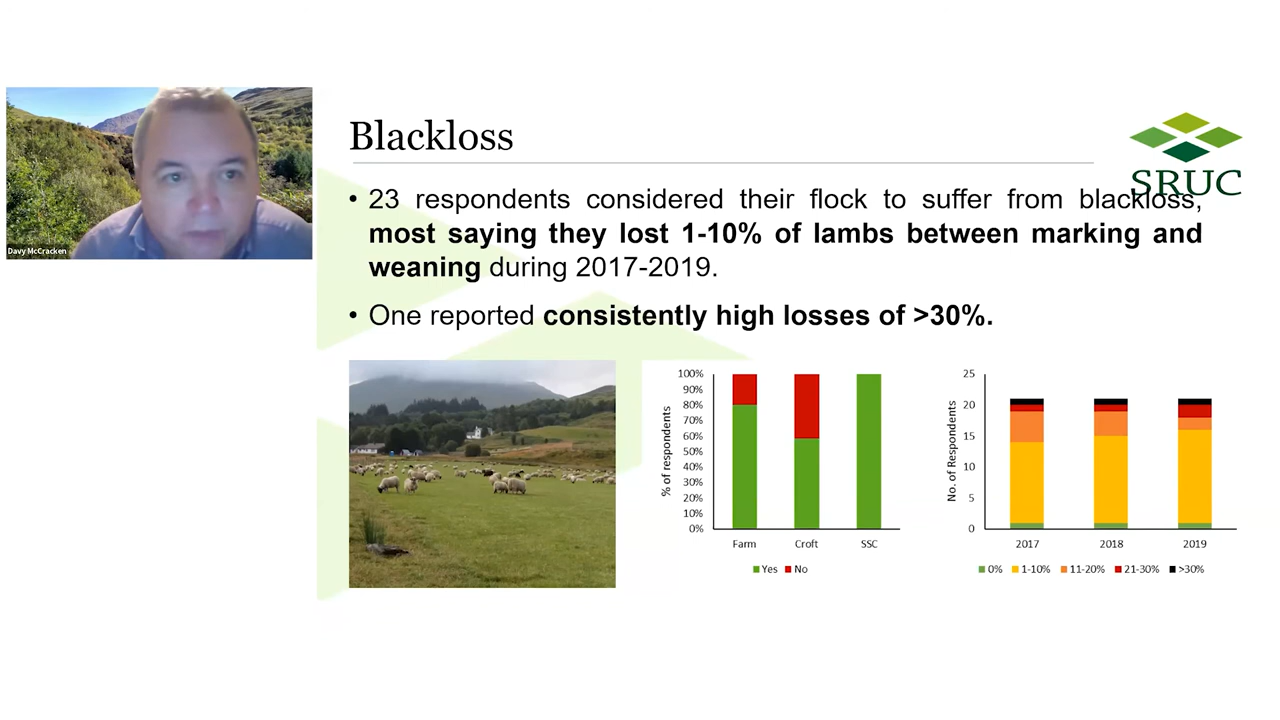 Blackloss
SRUC
• 23 respondents considered their flock to suffer from blackloss,
most saying they lost 1-10% of lambs between marking and
weaning during 2017-2019.
• One reported consistently high losses of >30%.
Davy McCracken
% of respondents
100%
90%
80%
70%
60%
50%
40%
30%
20%
10%
0%
Farm Croft SSC
Yes No
No. of Respondents
25
20
15
10
5
0
2017 2018 2019
0% 1-10% 11-20% 21-30% >30%